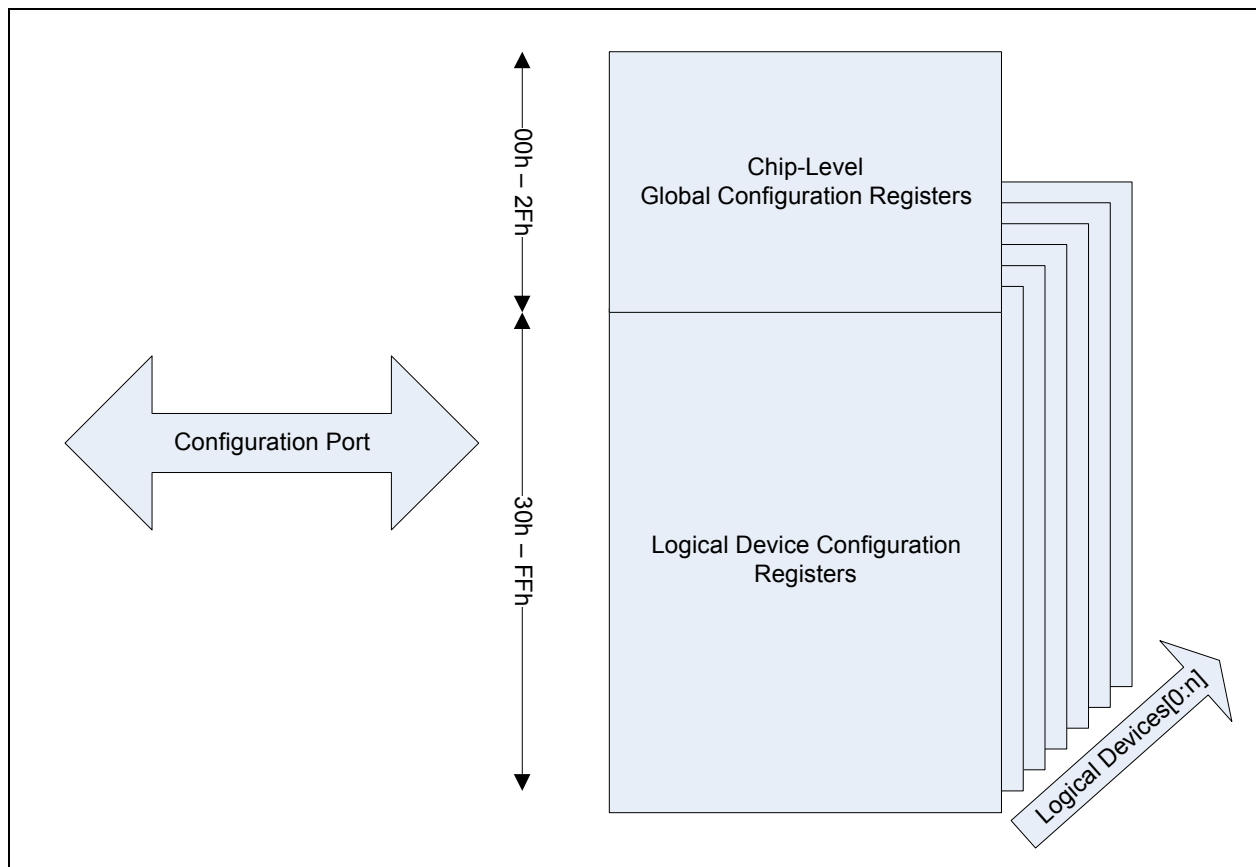 00h – 2Fh
Chip-Level
Global Configuration Registers
Configuration Port
30h – FFh
Logical Device Configuration
Registers
Logical Devices[0:n]